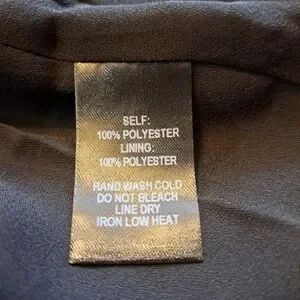 SELF:
100% POLYESTER
LINING:
100% POLYESTER
HAND WASH COLD
DO NOT BLEACH
LINE DRY
IRON LOW HEAT